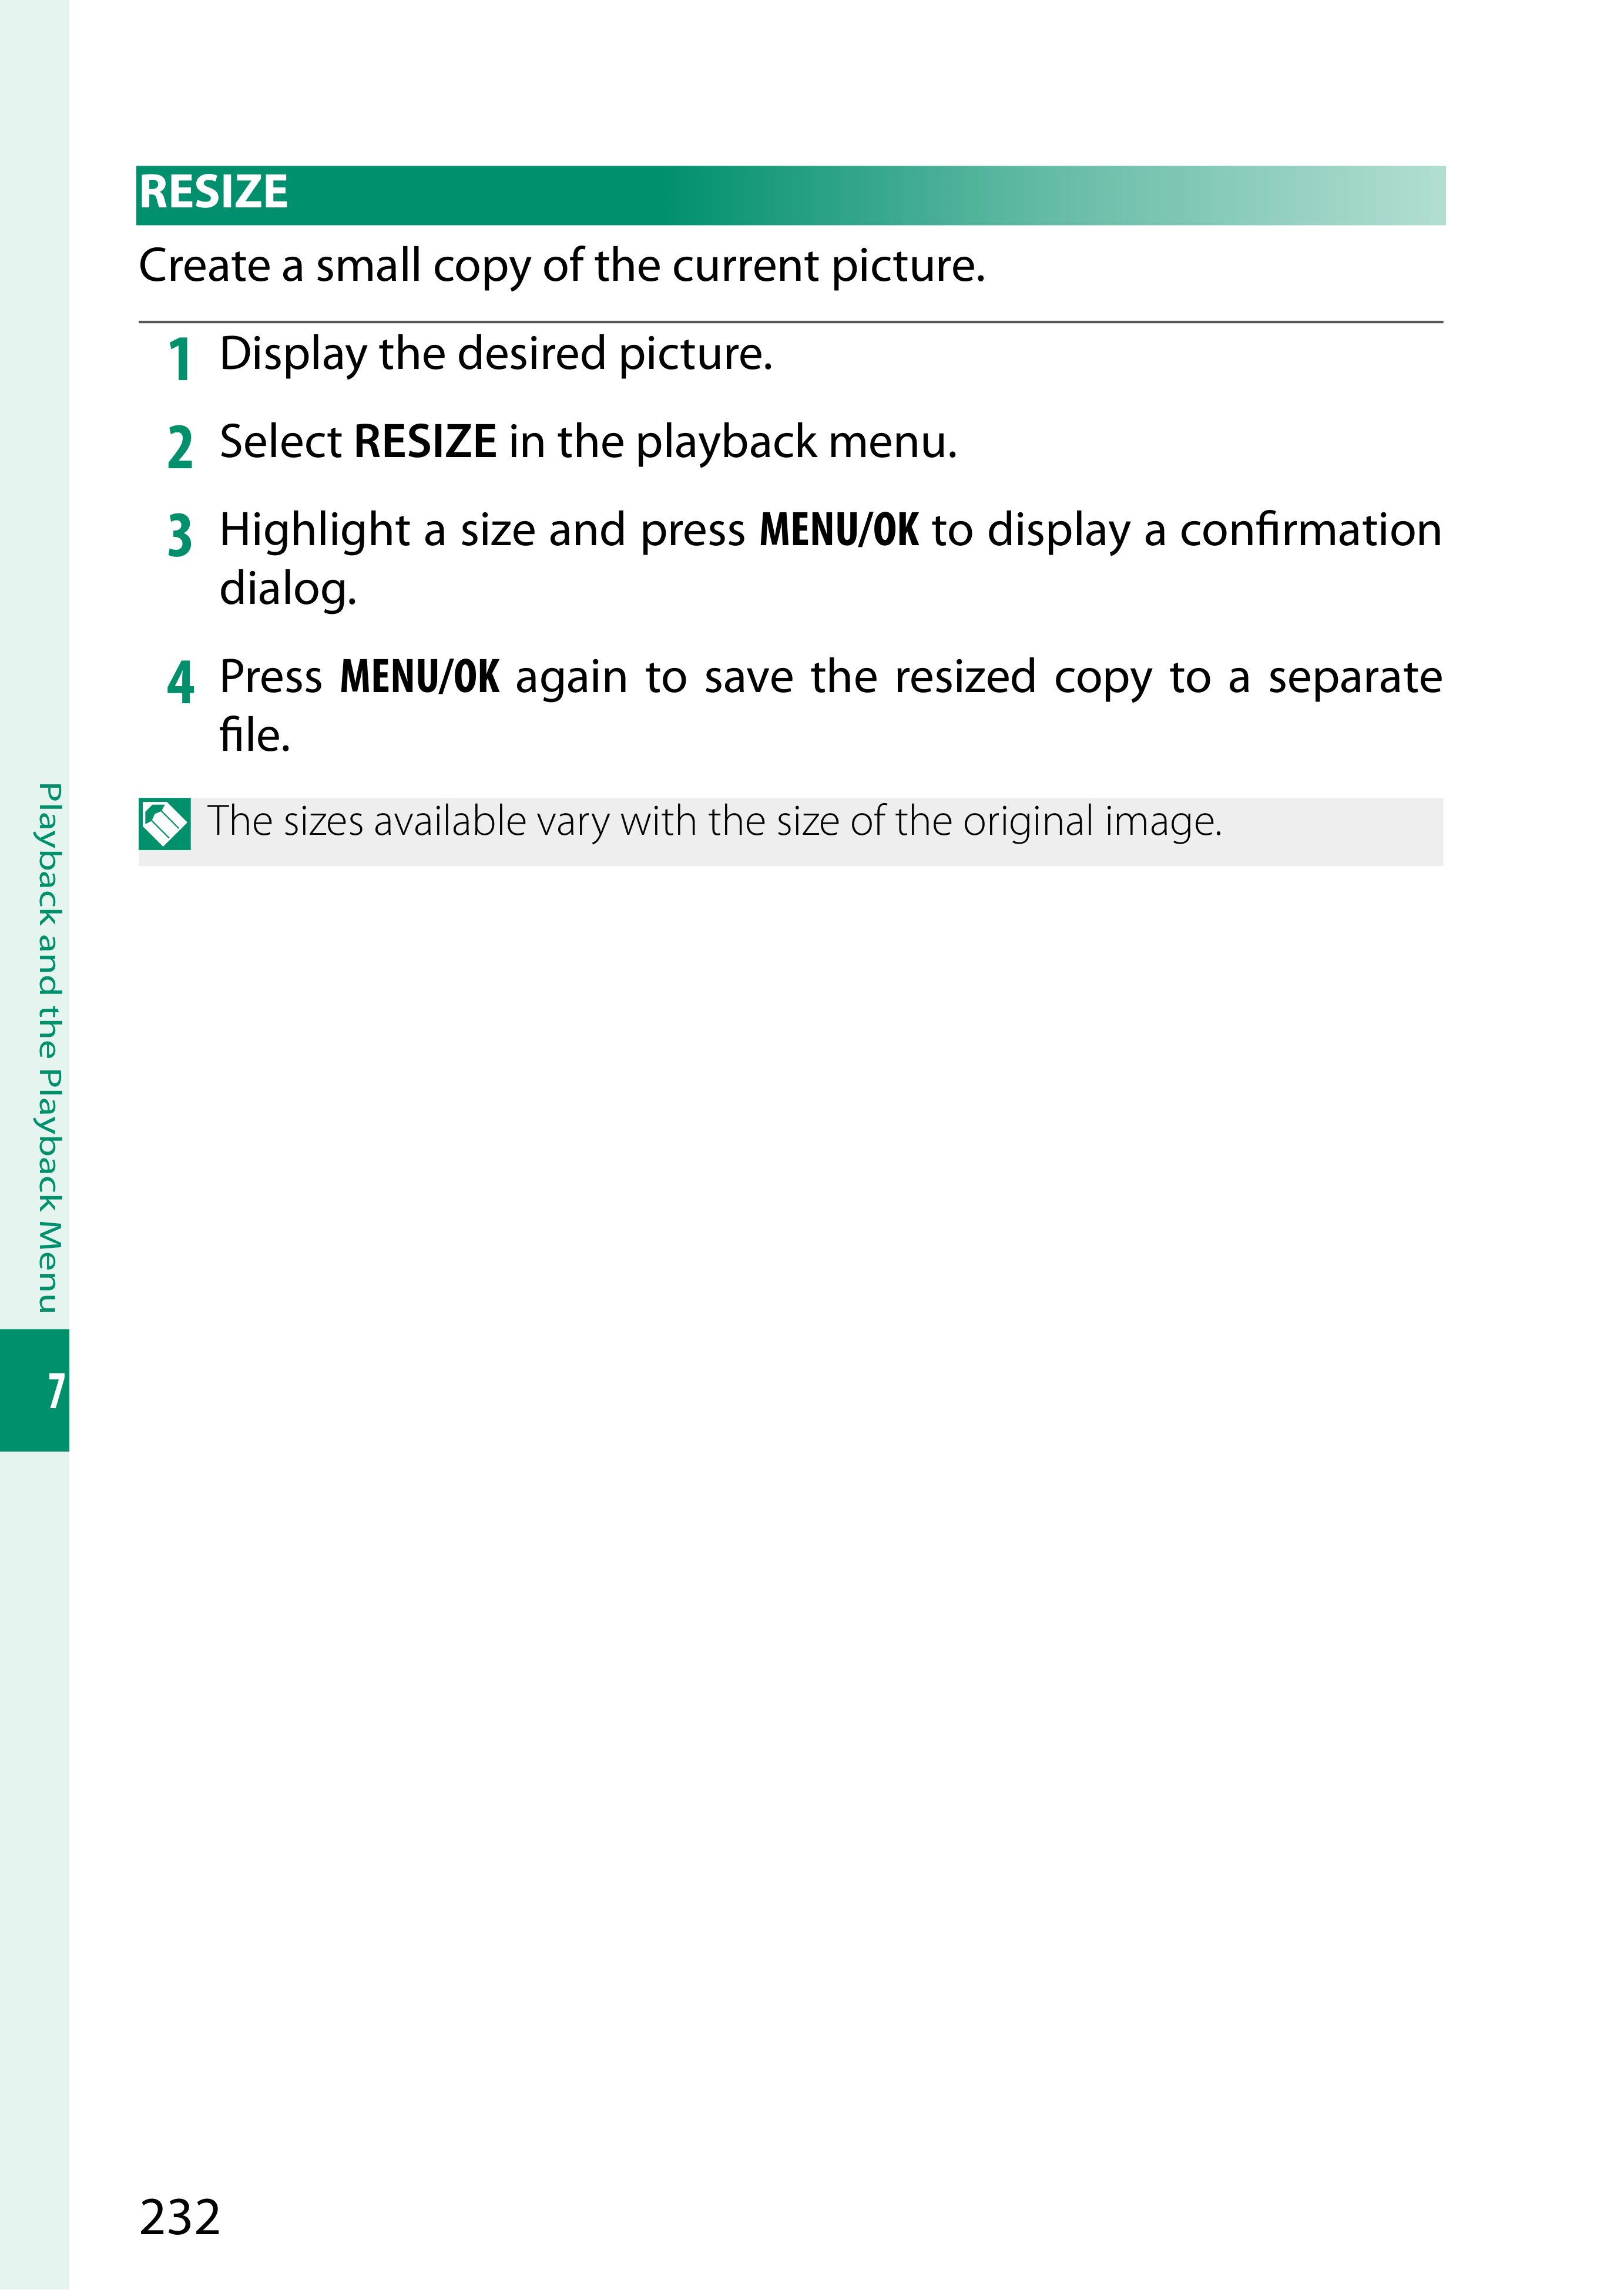 RESIZE
Create a small copy of the current picture.
1 Display the desired picture.
2 Select RESIZE in the playback menu.
3 Highlight a size and press MENU/OK to display a confirmation
dialog.
4 Press MENU/OK again to save the resized copy to a separate
file.
The sizes available vary with the size of the original image.
Playback and the Playback Menu
7
232